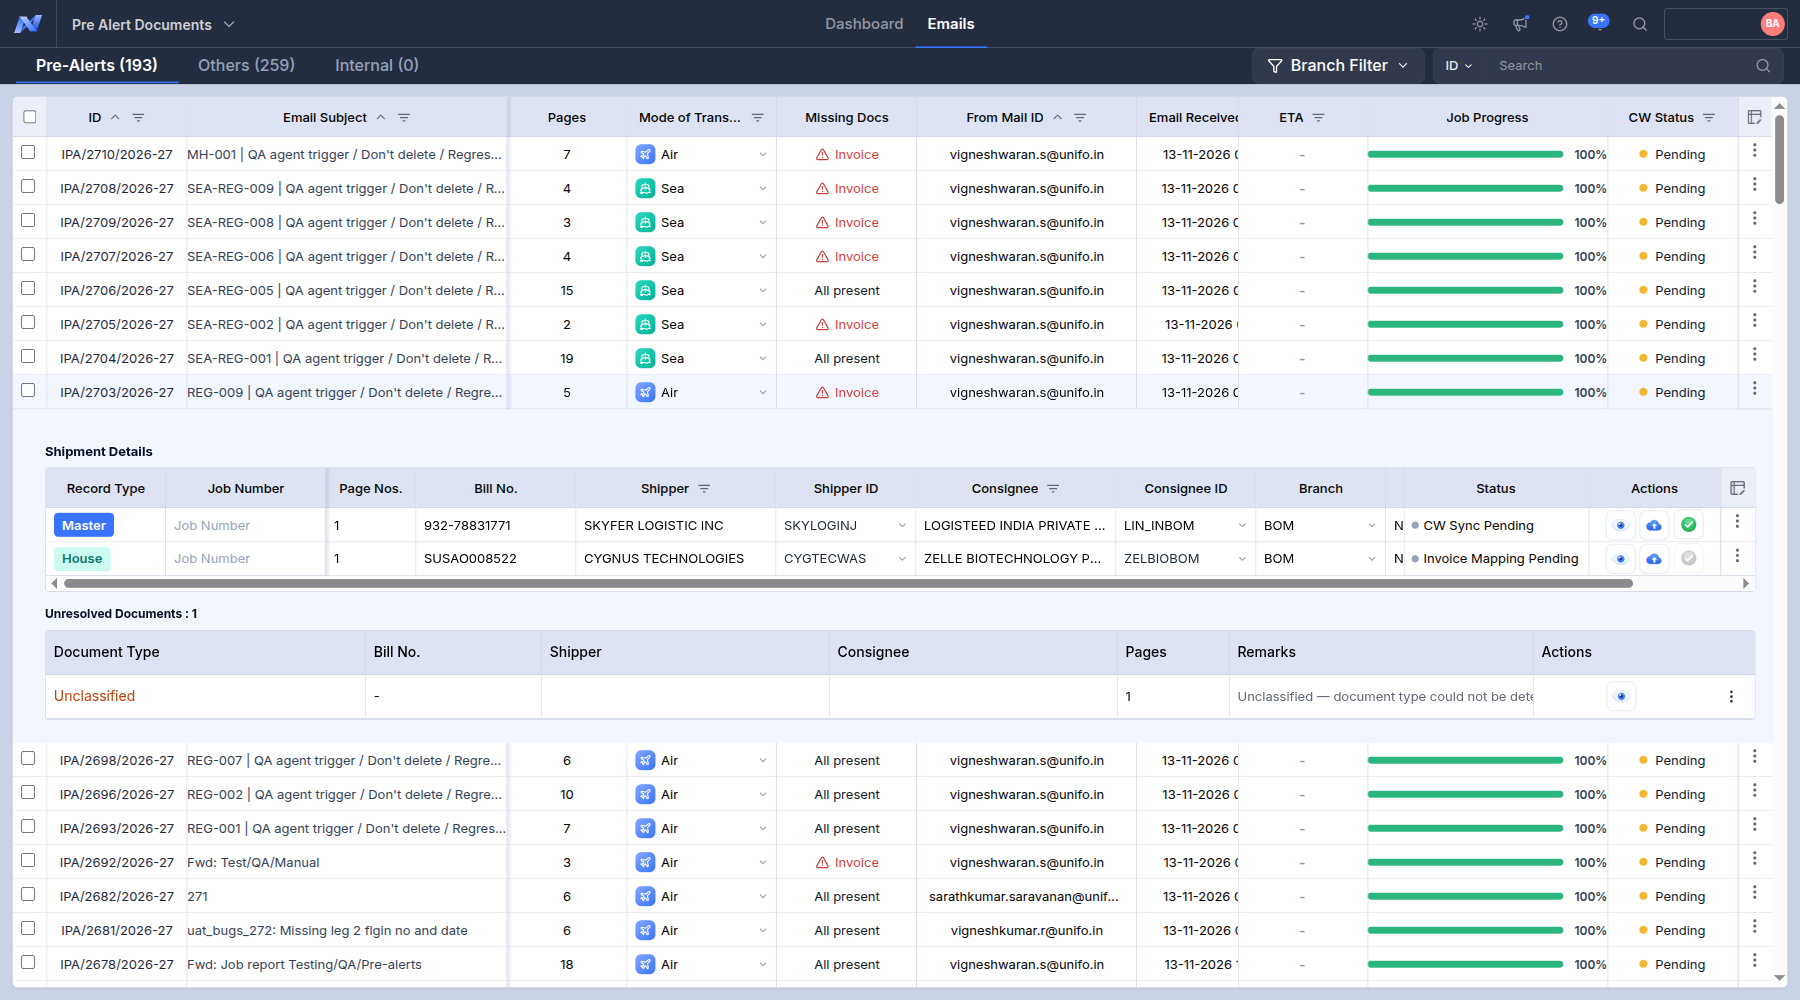 Pre Alert Documents
Dashboard
Emails
9+
BA
Pre-Alerts (193)
Others (259)
Internal (0)
Branch Filter
ID
Search
ID Email Subject Pages Mode of Trans... Missing Docs From Mail ID Email Received ETA Job Progress CW Status
IPA/2710/2026-27 MH-001 | QA agent trigger / Don't delete / Regres... 7 Air Invoice vigneshwaran.s@unifo.in 13-11-2026 - 100% Pending
IPA/2708/2026-27 SEA-REG-009 | QA agent trigger / Don't delete / R... 4 Sea Invoice vigneshwaran.s@unifo.in 13-11-2026 - 100% Pending
IPA/2709/2026-27 SEA-REG-008 | QA agent trigger / Don't delete / R... 3 Sea Invoice vigneshwaran.s@unifo.in 13-11-2026 - 100% Pending
IPA/2707/2026-27 SEA-REG-006 | QA agent trigger / Don't delete / R... 4 Sea Invoice vigneshwaran.s@unifo.in 13-11-2026 - 100% Pending
IPA/2706/2026-27 SEA-REG-005 | QA agent trigger / Don't delete / R... 15 Sea All present vigneshwaran.s@unifo.in 13-11-2026 - 100% Pending
IPA/2705/2026-27 SEA-REG-002 | QA agent trigger / Don't delete / R... 2 Sea Invoice vigneshwaran.s@unifo.in 13-11-2026 - 100% Pending
IPA/2704/2026-27 SEA-REG-001 | QA agent trigger / Don't delete / R... 19 Sea All present vigneshwaran.s@unifo.in 13-11-2026 - 100% Pending
IPA/2703/2026-27 REG-009 | QA agent trigger / Don't delete / Regre... 5 Air Invoice vigneshwaran.s@unifo.in 13-11-2026 - 100% Pending
Shipment Details
Record Type Job Number Page Nos. Bill No. Shipper Shipper ID Consignee Consignee ID Branch Status Actions
Master Job Number 1 932-78831771 SKYFER LOGISTIC INC SKYLOGINJ LOGISTEED INDIA PRIVATE ... LIN_INBOM BOM N CW Sync Pending
House Job Number 1 SUSAO008522 CYGNUS TECHNOLOGIES CYGTECWAS ZELLE BIOTECHNOLOGY P... ZELBIOBOM BOM N Invoice Mapping Pending
Unresolved Documents : 1
Document Type Bill No. Shipper Consignee Pages Remarks Actions
Unclassified - 1 Unclassified — document type could not be dete
IPA/2698/2026-27 REG-007 | QA agent trigger / Don't delete / Regre... 6 Air All present vigneshwaran.s@unifo.in 13-11-2026 - 100% Pending
IPA/2696/2026-27 REG-002 | QA agent trigger / Don't delete / Regre... 10 Air All present vigneshwaran.s@unifo.in 13-11-2026 - 100% Pending
IPA/2693/2026-27 REG-001 | QA agent trigger / Don't delete / Regres... 7 Air All present vigneshwaran.s@unifo.in 13-11-2026 - 100% Pending
IPA/2692/2026-27 Fwd: Test/QA/Manual 3 Air Invoice vigneshwaran.s@unifo.in 13-11-2026 - 100% Pending
IPA/2682/2026-27 271 6 Air All present sarathkumar.saravanan@unif... 13-11-2026 - 100% Pending
IPA/2681/2026-27 uat_bugs_272: Missing leg 2 flgin no and date 6 Air All present vigneshkumar.r@unifo.in 13-11-2026 - 100% Pending
IPA/2678/2026-27 Fwd: Job report Testing/QA/Pre-alerts 18 Air All present vigneshwaran.s@unifo.in 13-11-2026 - 100% Pending